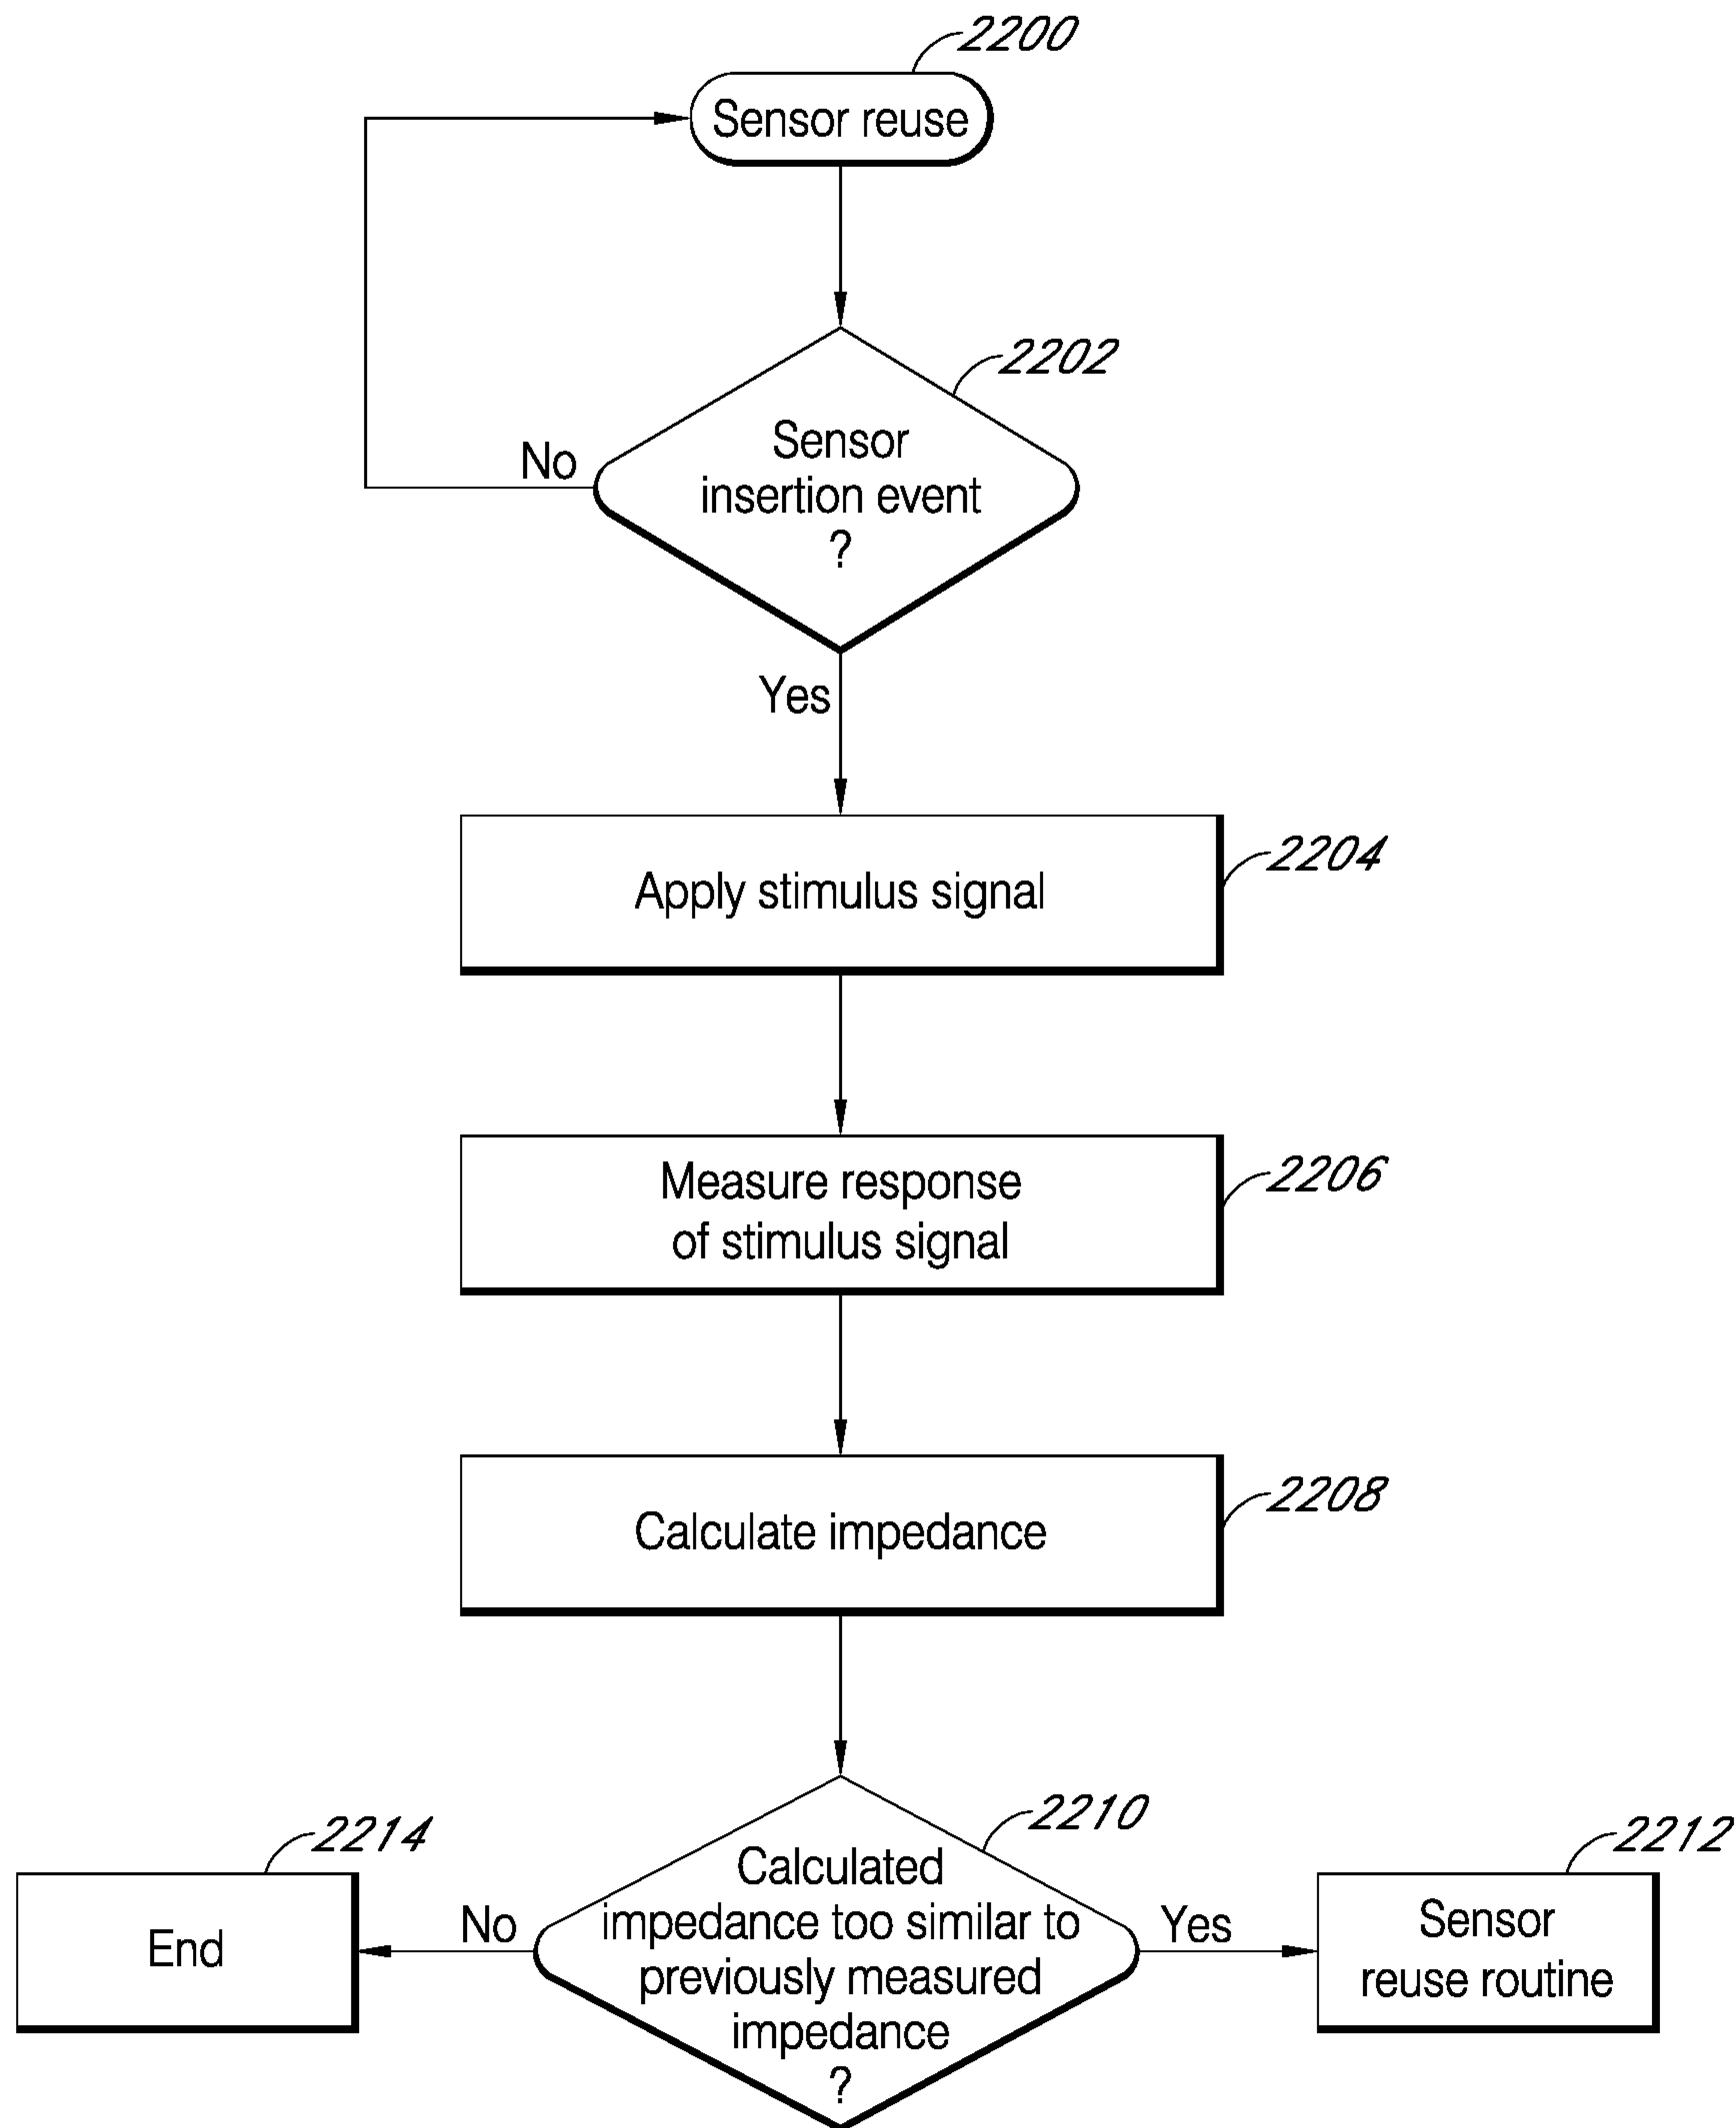 2200
Sensor reuse
2202
Sensor
insertion event
?
No
Yes
2204
Apply stimulus signal
2206
Measure response
of stimulus signal
2208
Calculate impedance
2210
Calculated
impedance too similar to
previously measured
impedance
?
No
Yes
2214
End
2212
Sensor
reuse routine